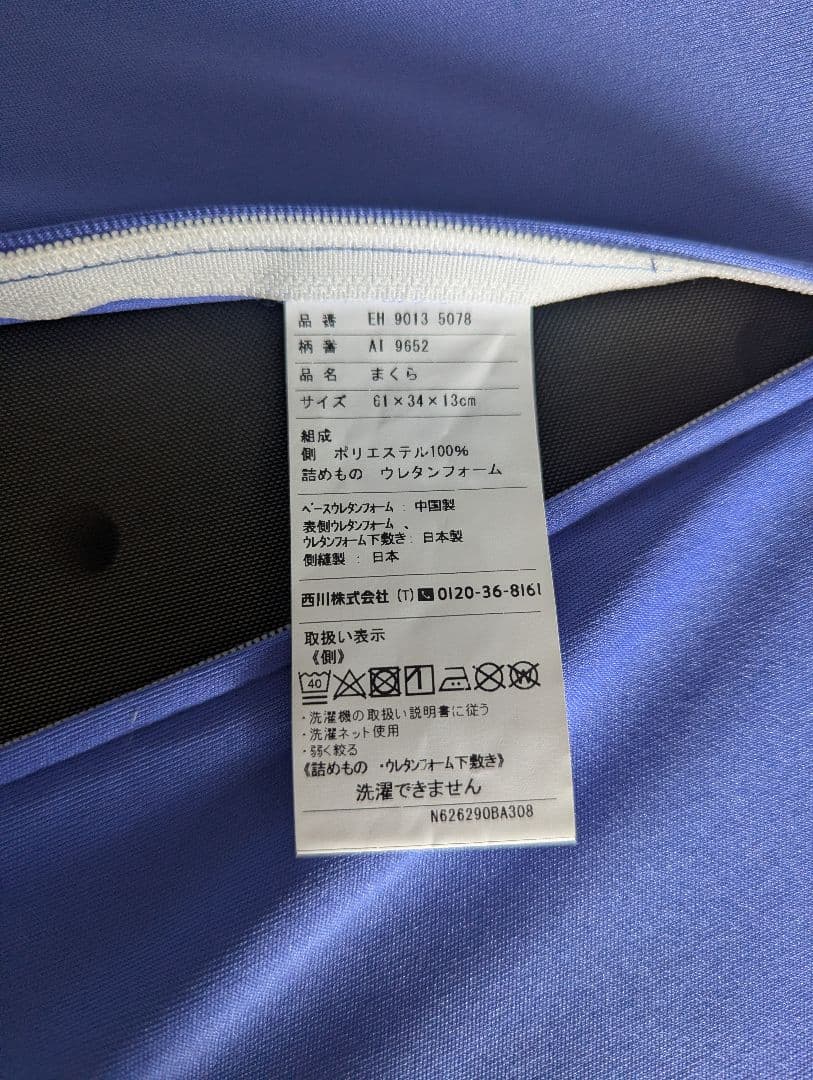 品番 EH 9013 5078
柄番 AI 9652
品名 まくら
サイズ 61×34×13cm
組成
側 ポリエステル100%
詰めもの ウレタンフォーム
ベースウレタンフォーム : 中国製
表側ウレタンフォーム、
ウレタンフォーム下敷き : 日本製
側縫製 : 日本
西川株式会社 (T) 0120-36-8161
取扱い表示
《側》
40 1 W
・洗濯機の取扱い説明書に従う
・洗濯ネット使用
・弱く絞る
《詰めもの ・ウレタンフォーム下敷き》
洗濯できません
N626290BA308